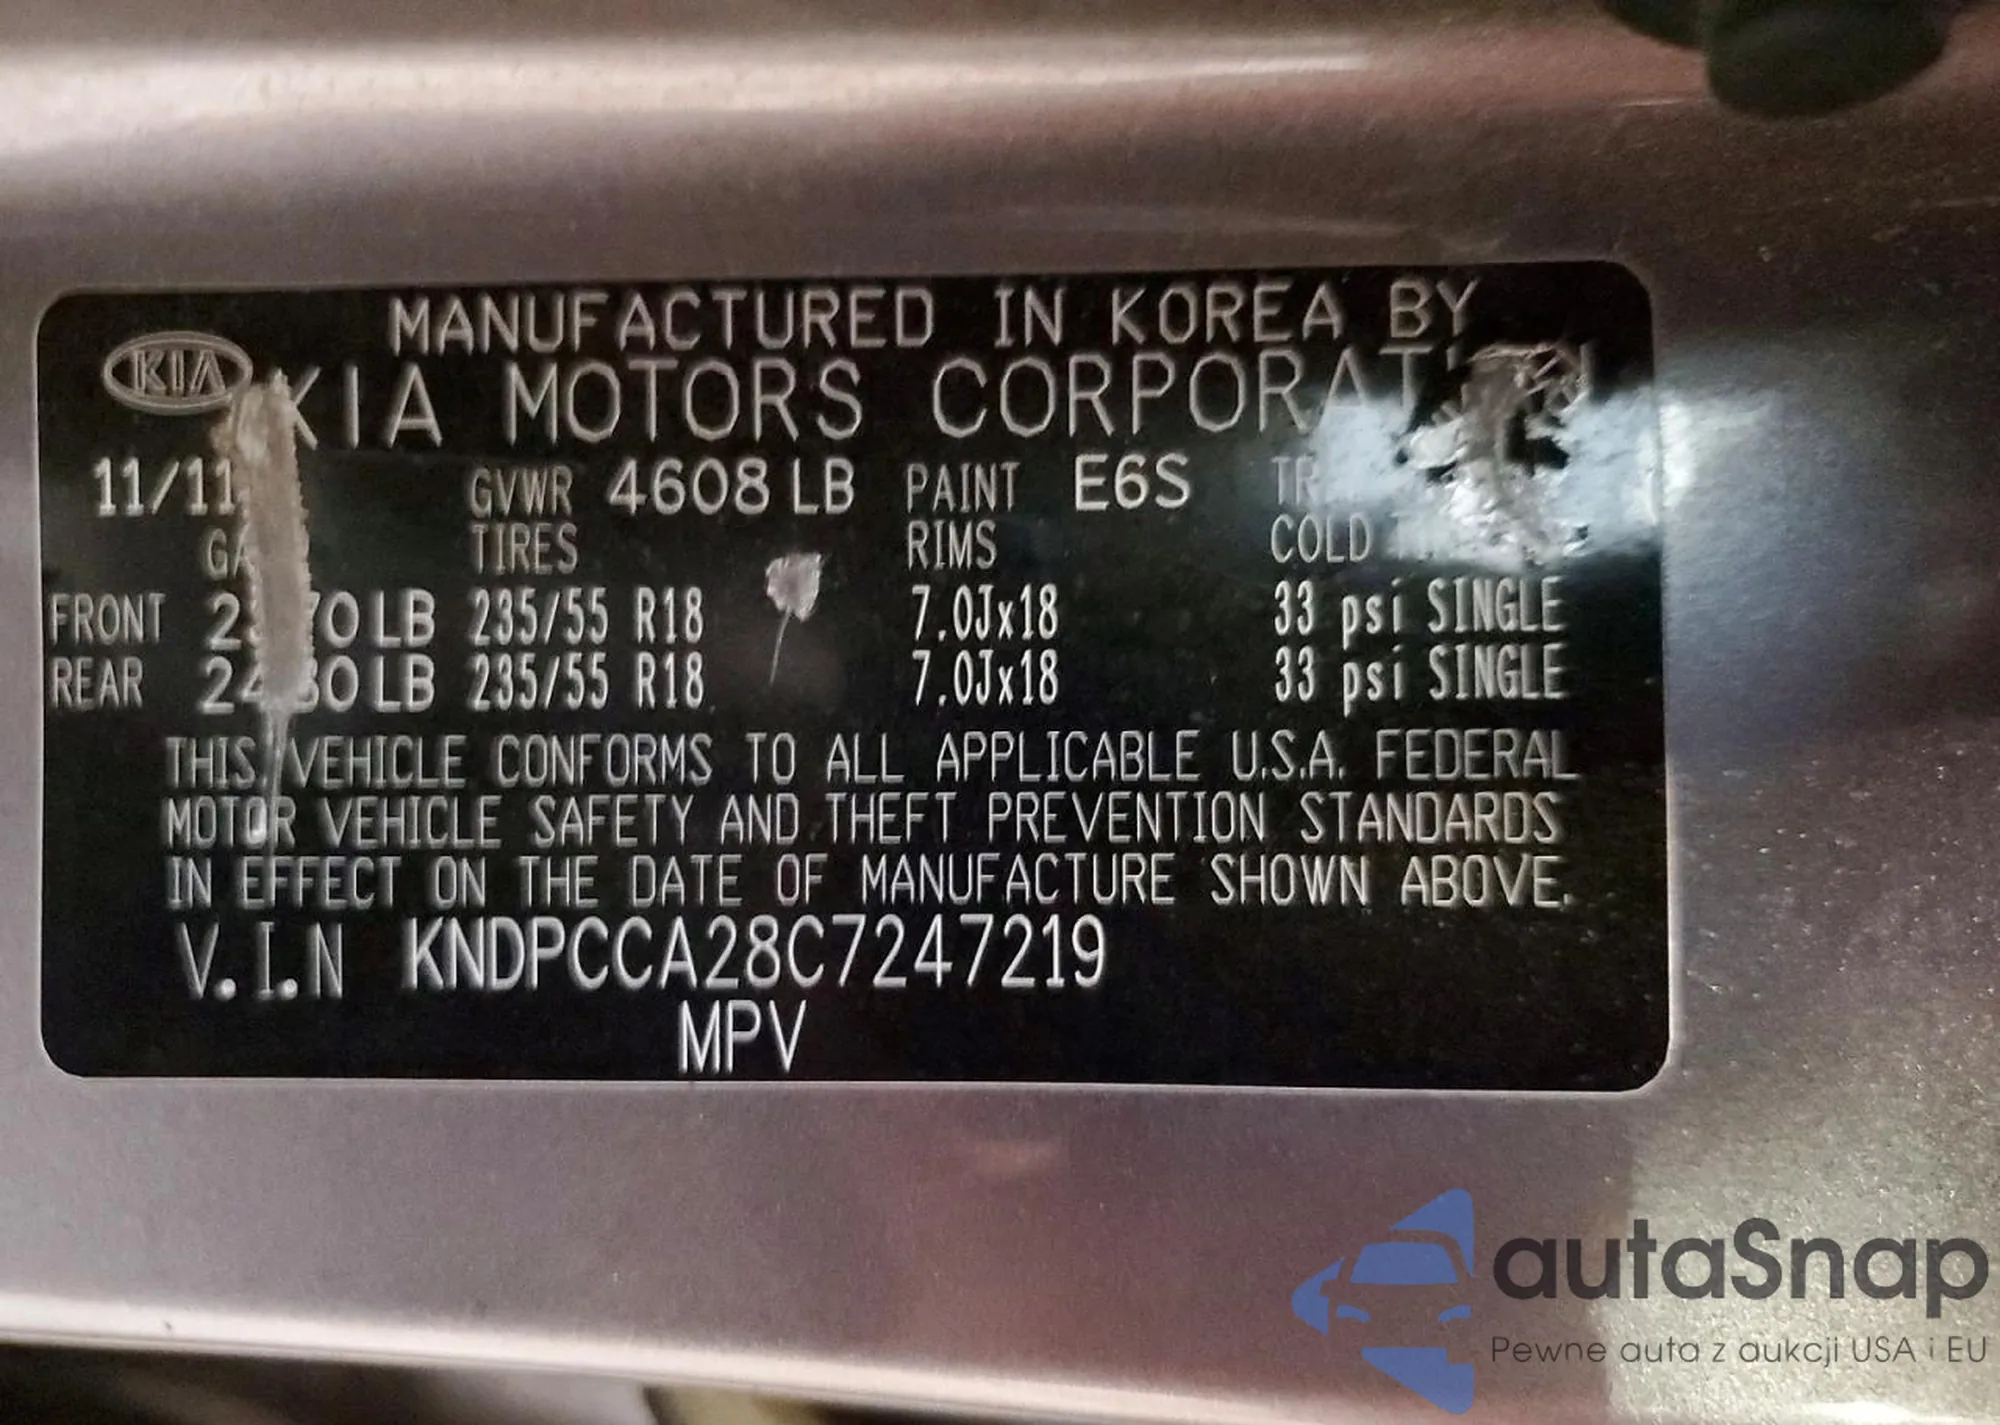 MANUFACTURED IN KOREA BY
KIA
KIA MOTORS
11/11 GVWR 4608 LB PAINT E6S
TIRES RIMS COLD
FRONT LB 235/55 R18 7.0Jx18 33 psi SINGLE
REAR LB 235/55 R18 7.0Jx18 33 psi SINGLE
THIS VEHICLE CONFORMS TO ALL APPLICABLE U.S.A. FEDERAL
MOTOR VEHICLE SAFETY AND THEFT PREVENTION STANDARDS
IN EFFECT ON THE DATE OF MANUFACTURE SHOWN ABOVE.
V.I.N KNDPCCA28C7247219
MPV
autaSnap
Pewne auta z aukcji USA i EU